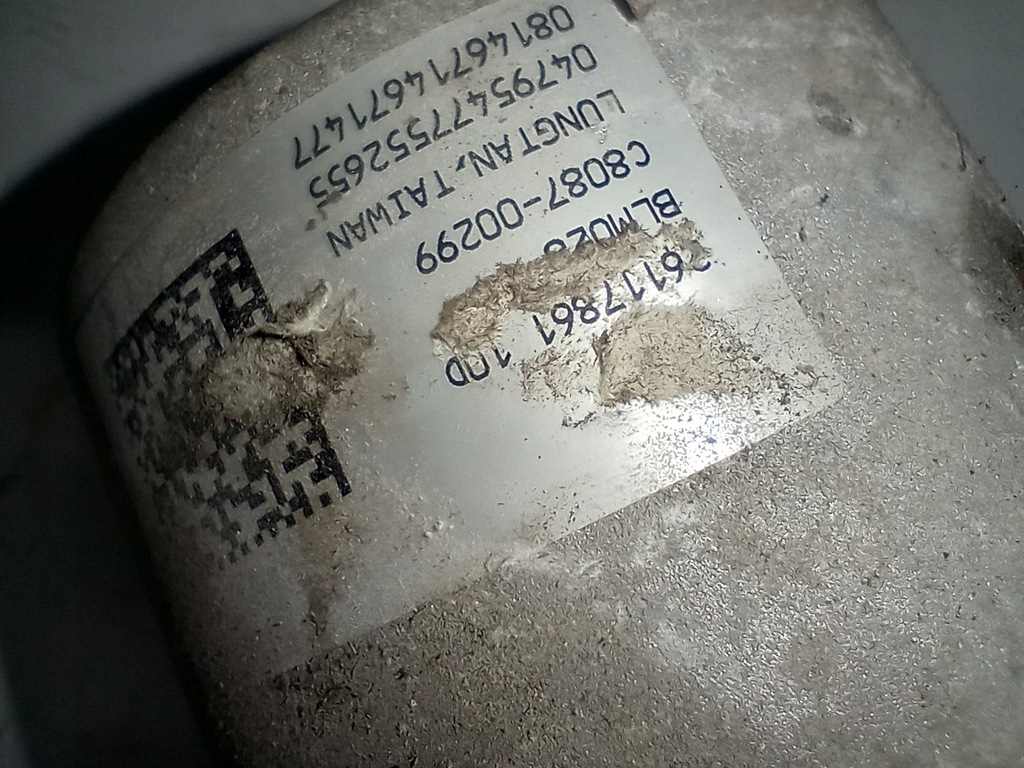 6117861 10D
BLM028
C8087-00299
LUNGTAN, TAIWAN
04795477552655
08146714671477